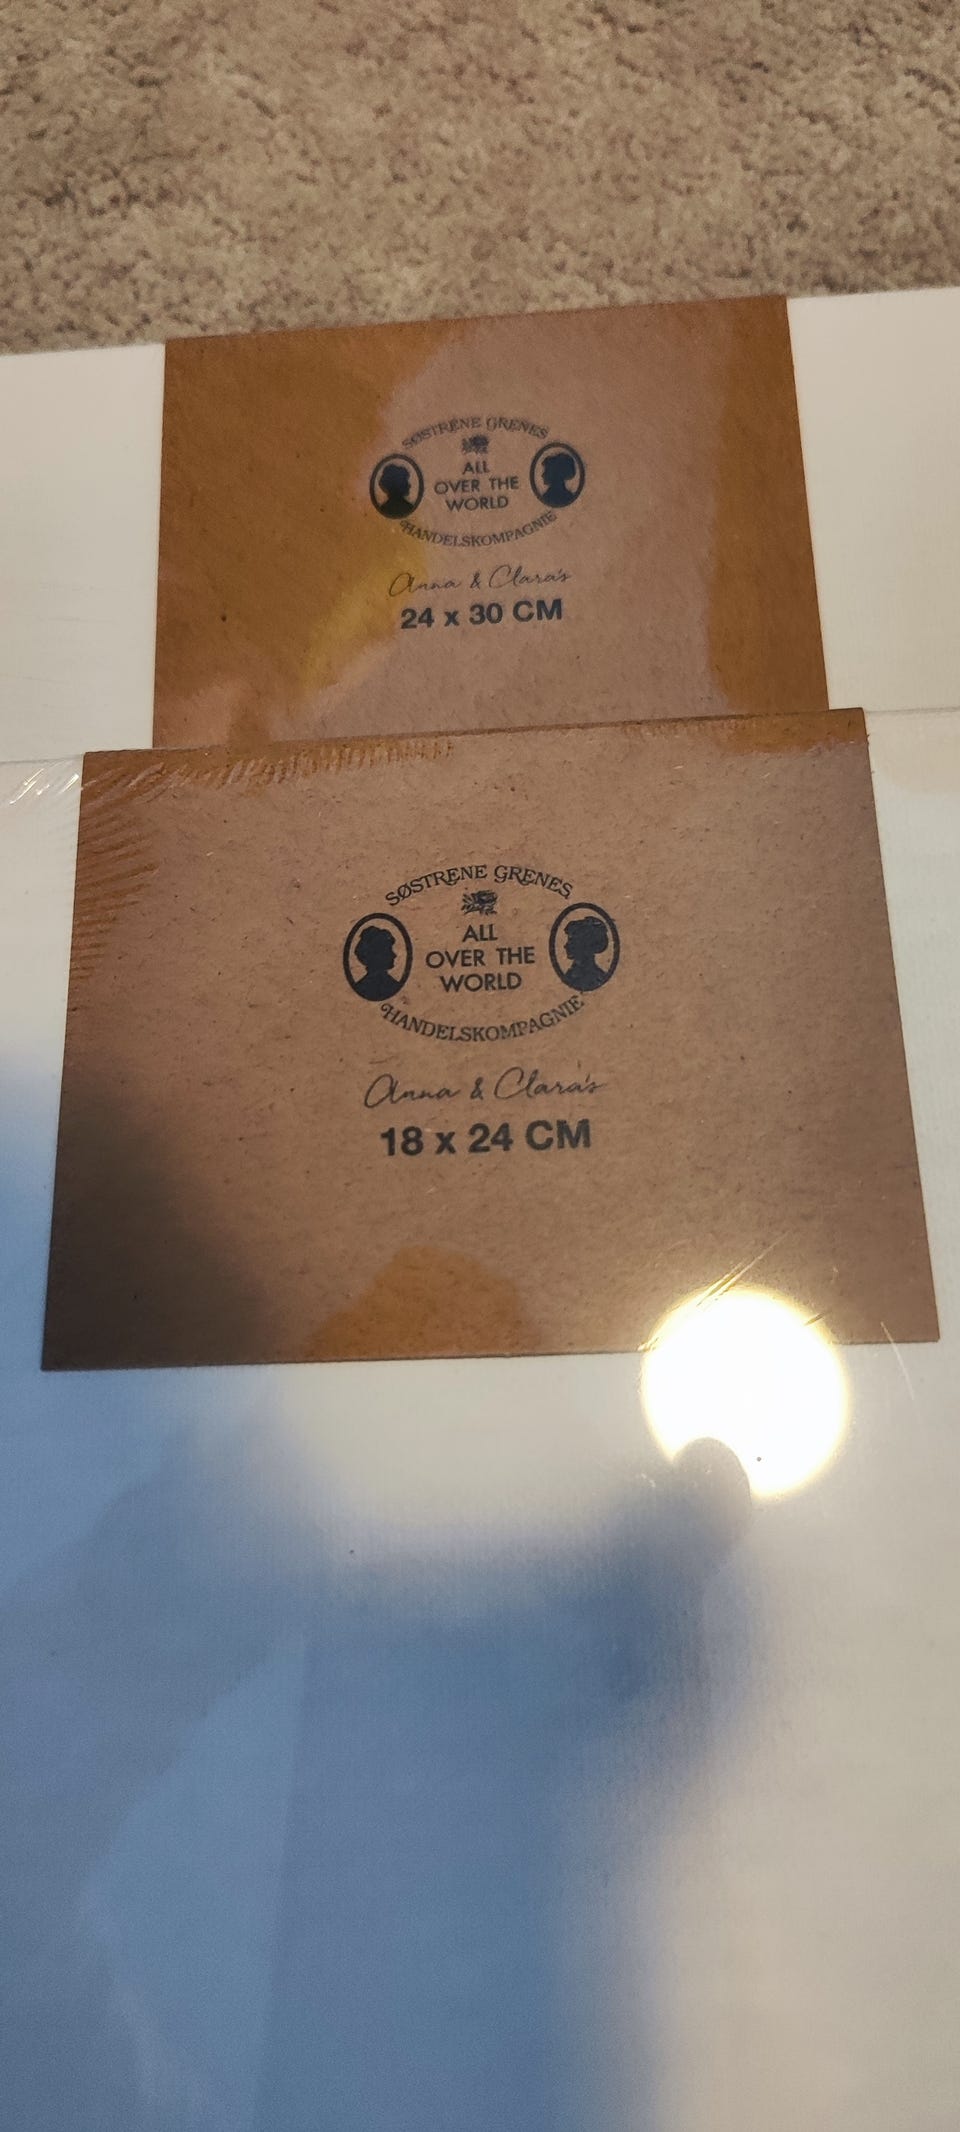 SØSTRENE GRENES
ALL
OVER THE
WORLD
HANDELSKOMPAGNIE
Anna & Clara's
24 x 30 CM
SØSTRENE GRENES
ALL
OVER THE
WORLD
HANDELSKOMPAGNIE
Anna & Clara's
18 x 24 CM